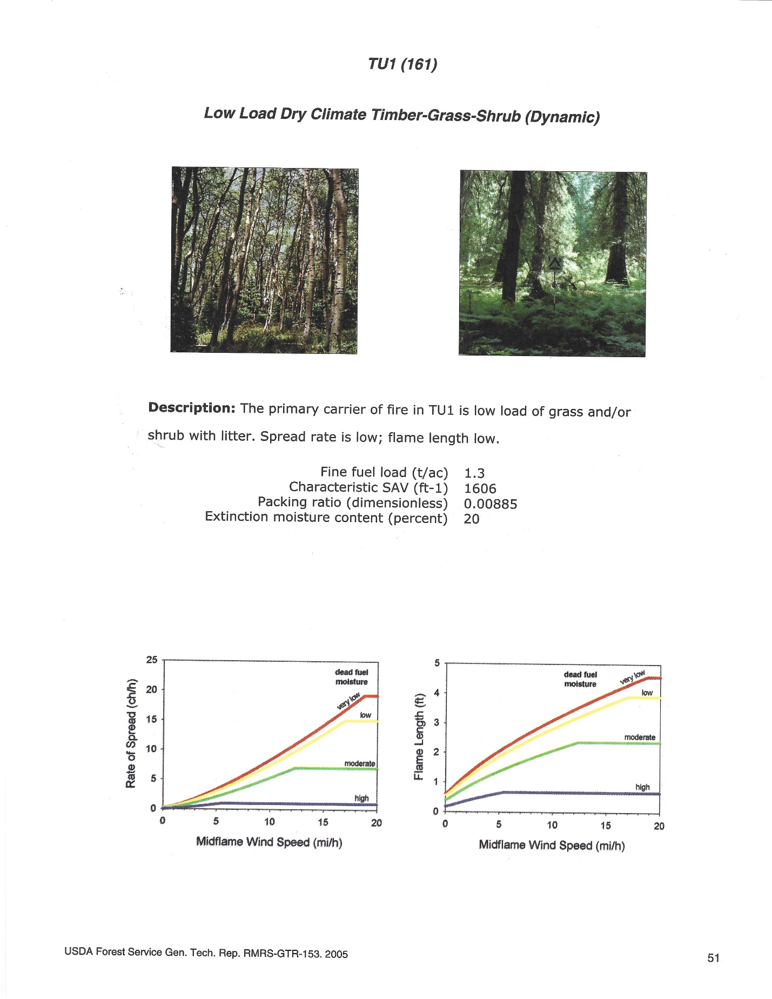 TU1 (161)
Low Load Dry Climate Timber-Grass-Shrub (Dynamic)
Description: The primary carrier of fire in TU1 is low load of grass and/or
shrub with litter. Spread rate is low; flame length low.
Fine fuel load (t/ac) 1.3
Characteristic SAV (ft-1) 1606
Packing ratio (dimensionless) 0.00885
Extinction moisture content (percent) 20
25
20
15
10
5
0
Rate of Spread (ch/h)
dead fuel
moisture
very low
low
moderate
high
0 5 10 15 20
Midflame Wind Speed (mi/h)
5
4
3
2
1
0
Flame Length (ft)
dead fuel
moisture
very low
low
moderate
high
0 5 10 15 20
Midflame Wind Speed (mi/h)
USDA Forest Service Gen. Tech. Rep. RMRS-GTR-153. 2005
51